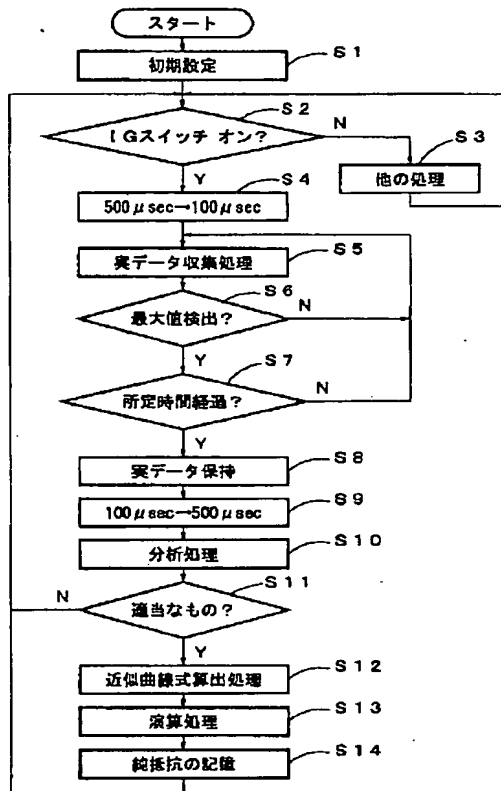 スタート
初期設定
S1
IGスイッチ オン?
S2
N
Y
他の処理
S3
500μsec→100μsec
S4
実データ収集処理
S5
最大値検出?
S6
N
Y
所定時間経過?
S7
N
Y
実データ保持
S8
100μsec→500μsec
S9
分析処理
S10
適当なもの?
S11
N
Y
近似曲線式算出処理
S12
演算処理
S13
純抵抗の記憶
S14